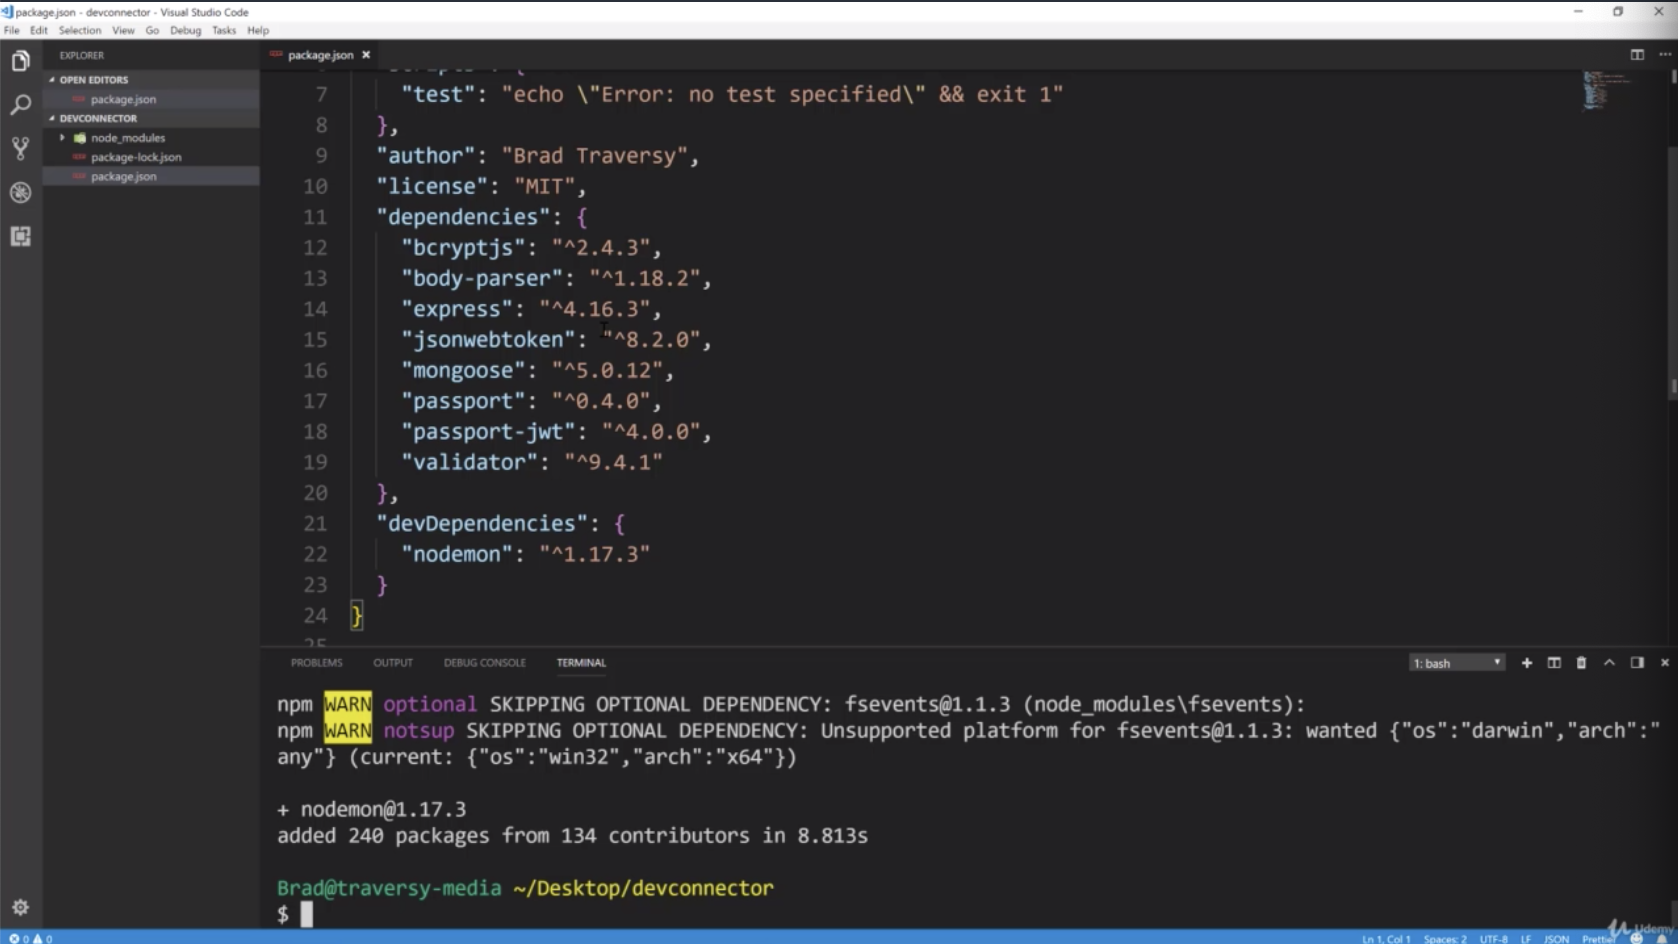 package.json - devconnector - Visual Studio Code
File Edit Selection View Go Debug Tasks Help
EXPLORER
OPEN EDITORS
package.json
DEVCONNECTOR
node_modules
package-lock.json
package.json
package.json
7 "test": "echo \"Error: no test specified\" && exit 1"
8 },
9 "author": "Brad Traversy",
10 "license": "MIT",
11 "dependencies": {
12 "bcryptjs": "^2.4.3",
13 "body-parser": "^1.18.2",
14 "express": "^4.16.3",
15 "jsonwebtoken": "^8.2.0",
16 "mongoose": "^5.0.12",
17 "passport": "^0.4.0",
18 "passport-jwt": "^4.0.0",
19 "validator": "^9.4.1"
20 },
21 "devDependencies": {
22 "nodemon": "^1.17.3"
23 }
24 }
25
PROBLEMS OUTPUT DEBUG CONSOLE TERMINAL 1: bash
npm WARN optional SKIPPING OPTIONAL DEPENDENCY: fsevents@1.1.3 (node_modules\fsevents):
npm WARN notsup SKIPPING OPTIONAL DEPENDENCY: Unsupported platform for fsevents@1.1.3: wanted {"os":"darwin","arch":"
any"} (current: {"os":"win32","arch":"x64"})
+ nodemon@1.17.3
added 240 packages from 134 contributors in 8.813s
Brad@traversy-media ~/Desktop/devconnector
$
0 0 Ln 1, Col 1 Spaces: 2 UTF-8 LF JSON Prettier
Udemy